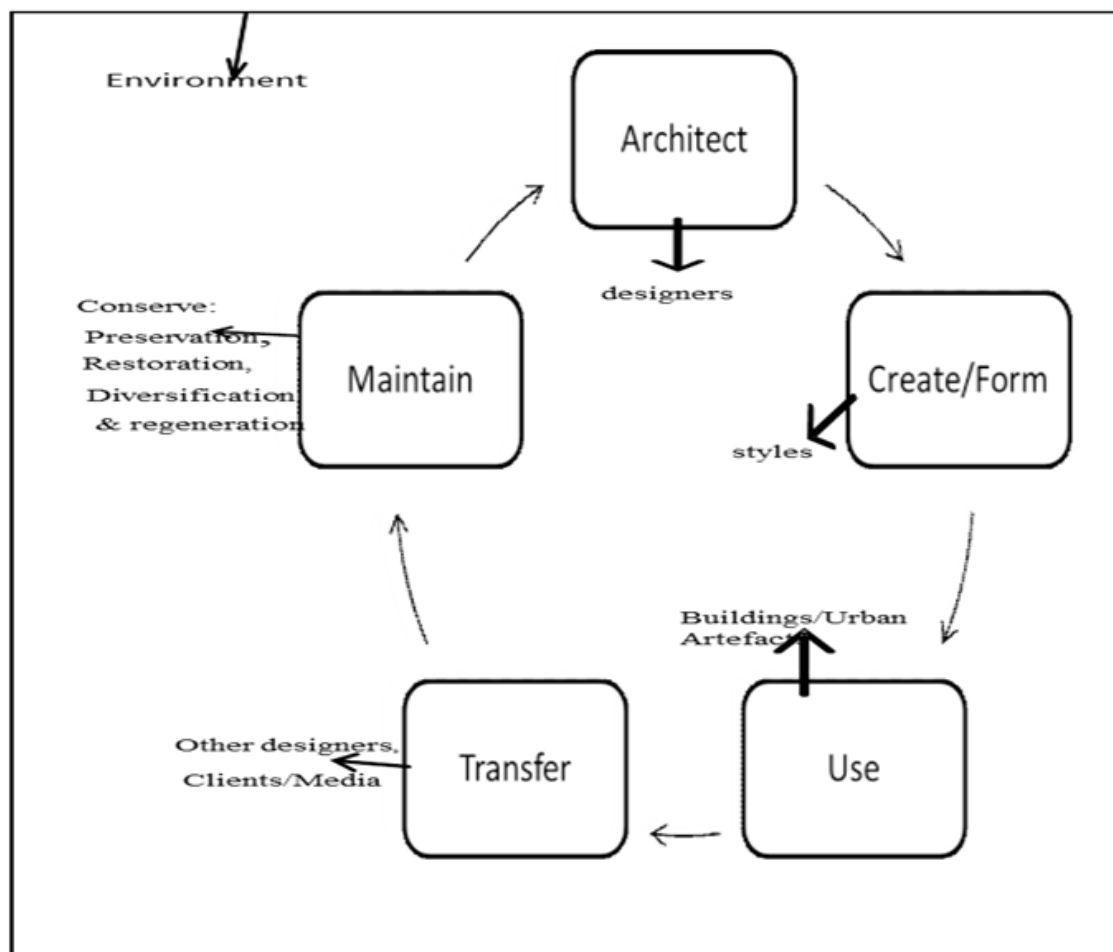 Environment
Architect
designers
Conserve:
Preservation,
Restoration,
Diversification
& regeneration
Maintain
Create/Form
styles
Buildings/Urban
Artefacts
Other designers,
Clients/Media
Transfer
Use